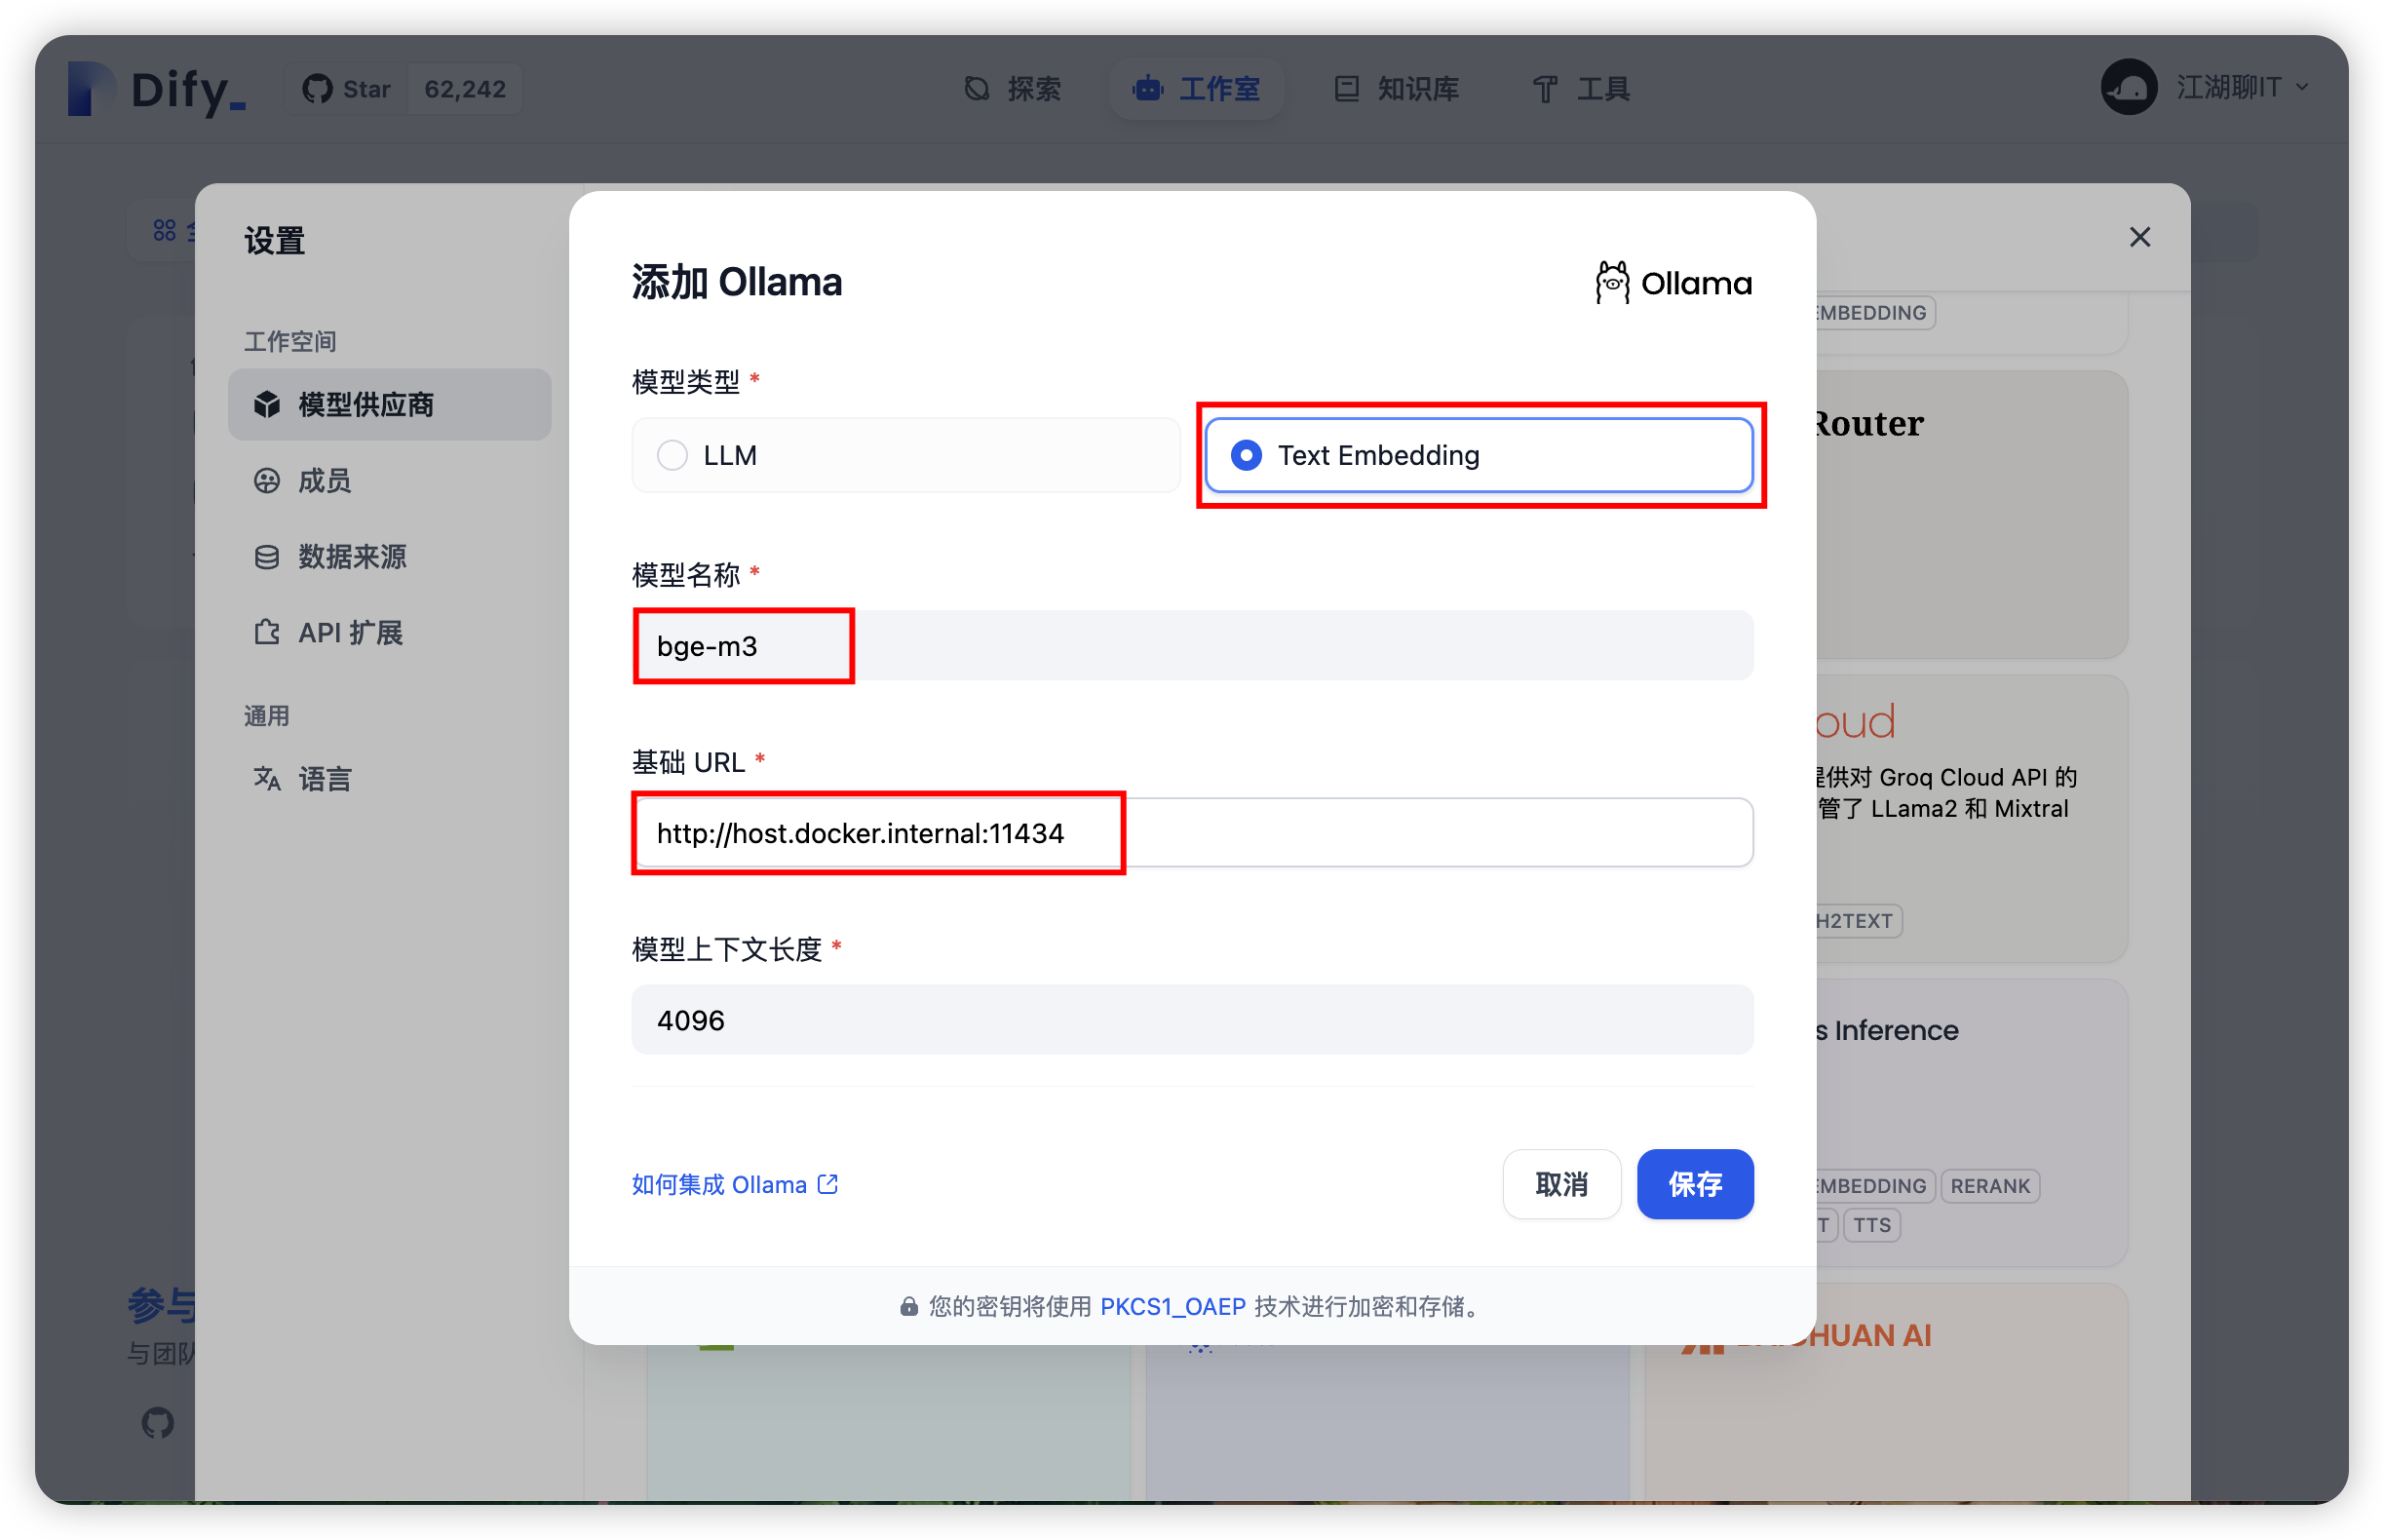 Dify_
Star 62,242
探索
工作室
知识库
工具
江湖聊IT
设置
工作空间
模型供应商
成员
数据来源
API 扩展
通用
语言
添加 Ollama
Ollama
模型类型 *
LLM
Text Embedding
模型名称 *
bge-m3
基础 URL *
http://host.docker.internal:11434
模型上下文长度 *
4096
如何集成 Ollama
取消
保存
您的密钥将使用 PKCS1_OAEP 技术进行加密和存储。
MBEDDING
Router
oud
提供对 Groq Cloud API 的
管了 LLama2 和 Mixtral
H2TEXT
s Inference
MBEDDING
RERANK
T
TTS
HUAN AI
参与
与团队